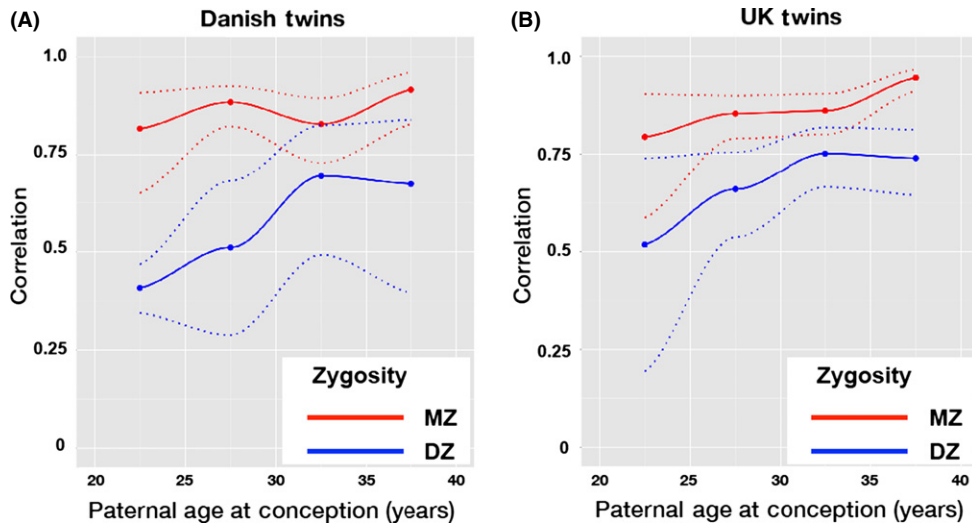 (A)
Danish twins
1.0
0.75
0.5
0.25
0
Correlation
20 25 30 35 40
Paternal age at conception (years)
Zygosity
MZ
DZ
(B)
UK twins
1.0
0.75
0.5
0.25
0
Correlation
20 25 30 35 40
Paternal age at conception (years)
Zygosity
MZ
DZ